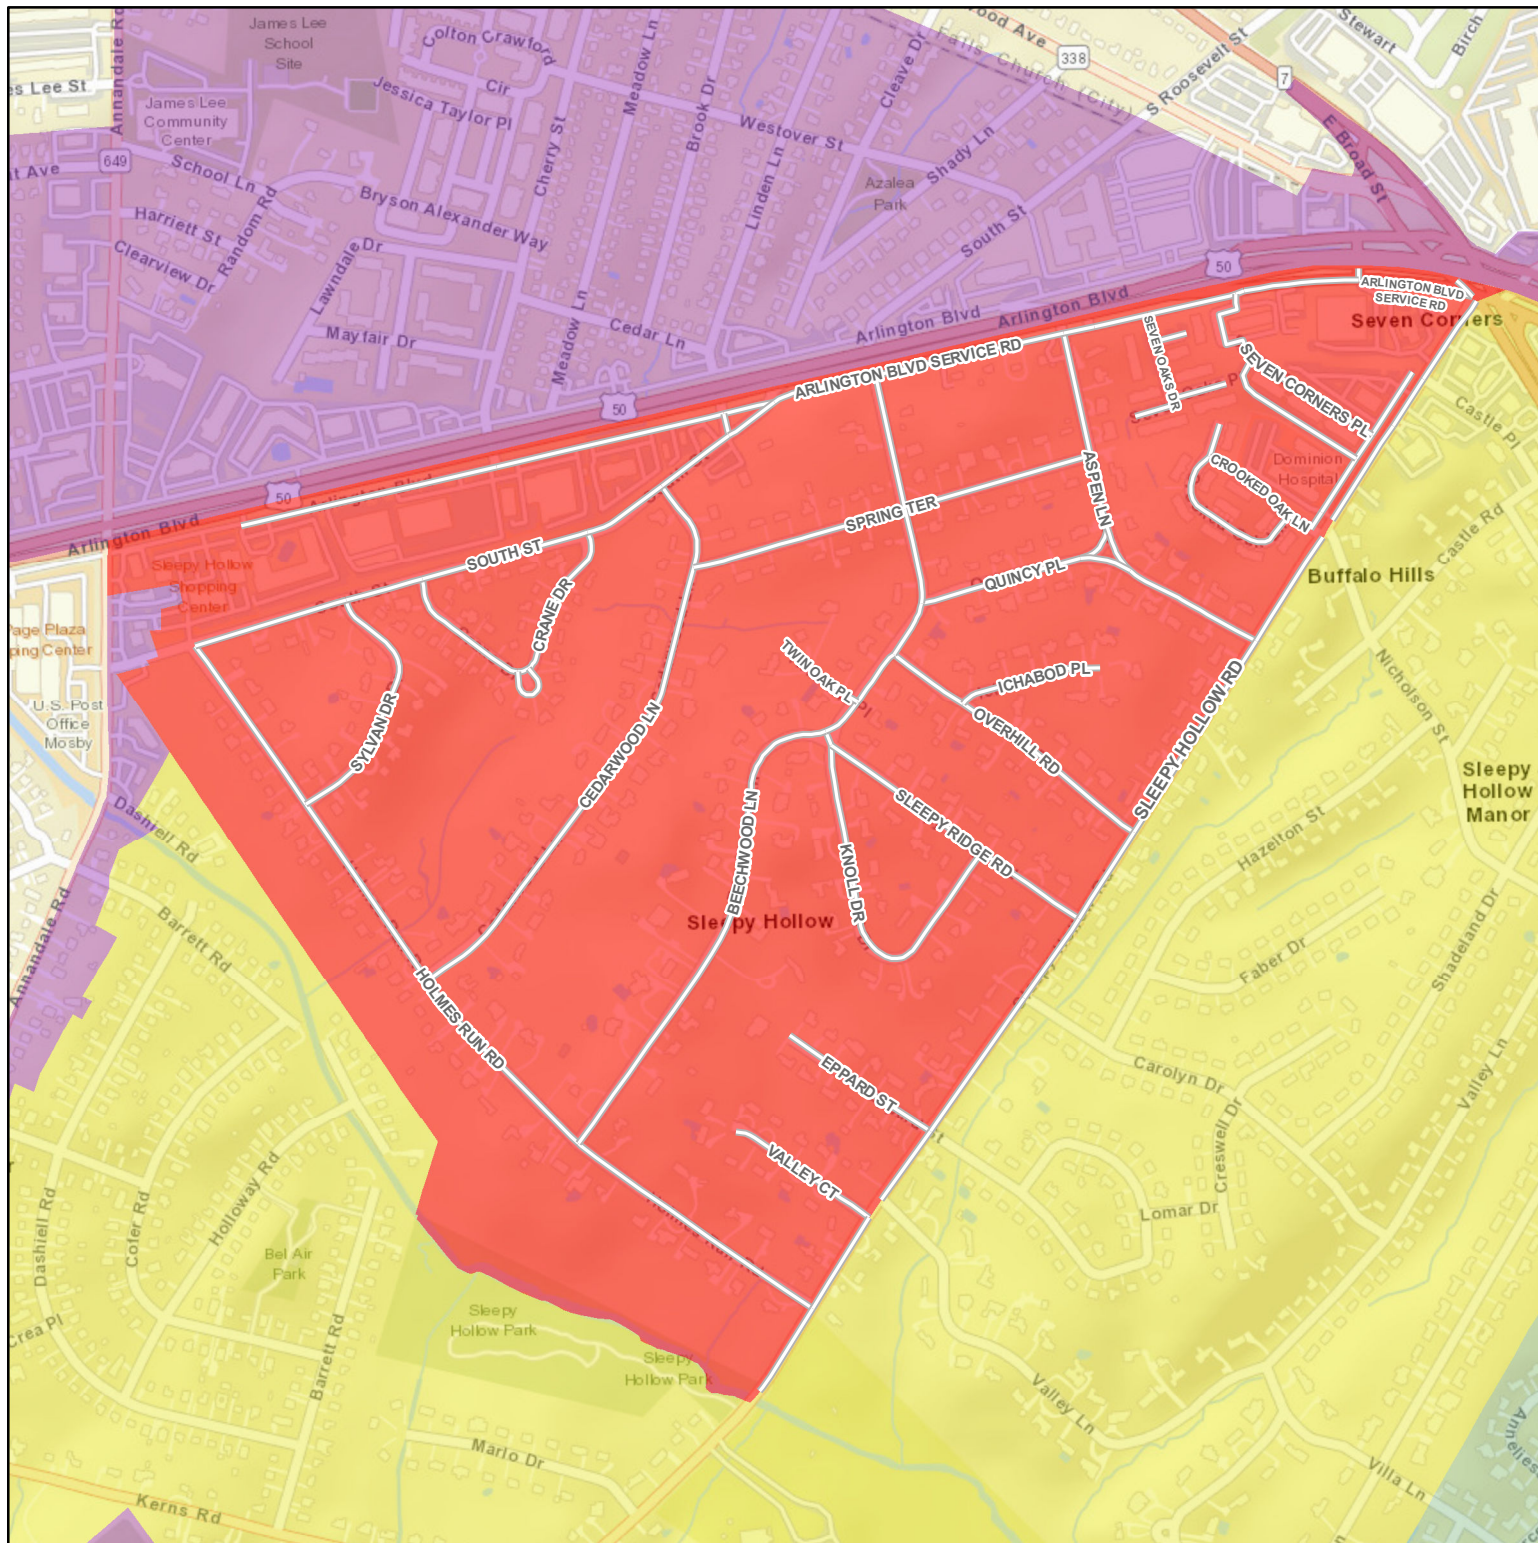 James Lee
School
Site
Colton Crawford
Cir
Meadow Ln
Cleave Dr
338
Stewart
Birch
Annandale Rd
James Lee
Community
Center
Jessica Taylor Pl
Cherry St
Brook Dr
Westover St
Falls Church (City)
S Roosevelt St
7
E Broad St
649
School Ln
Random Rd
Harriett St
Clearview Dr
Bryson Alexander Way
Lawndale Dr
Linden Ln
Azalea
Park
Shady Ln
South St
50
Mayfair Dr
Meadow Ln
Cedar Ln
Arlington Blvd
Arlington Blvd
ARLINGTON BLVD
SERVICE RD
Seven Corners
SEVEN OAKS DR
SEVEN CORNERS PL
ARLINGTON BLVD SERVICE RD
50
50
Arlington Blvd
Castle Pl
Dominion
Hospital
CROOKED OAK LN
ASPEN LN
SPRING TER
Castle Rd
Sleepy Hollow
Shopping
Center
SOUTH ST
CRANE DR
QUINCY PL
Buffalo Hills
U.S. Post
Office
Mosby
SYLVAN DR
CEDARWOOD LN
TWIN OAK PL
ICHABOD PL
OVERHILL RD
SLEEPY HOLLOW RD
Nicholson St
Sleepy
Hollow
Manor
Dashiell Rd
BEECHWOOD LN
KNOLL DR
SLEEPY RIDGE RD
Hazelton St
Annandale Rd
Barrett Rd
Sleepy Hollow
Faber Dr
Shadeland Dr
HOLMES RUN RD
EPPARD ST
Carolyn Dr
Valley Ln
VALLEY CT
Creswell Dr
Lomar Dr
Dashiell Rd
Cofer Rd
Holloway Rd
Bel Air
Park
Barrett Rd
Sleepy
Hollow Park
Sleepy
Hollow Park
Valley Ln
Villa Ln
Marlo Dr
Kerns Rd